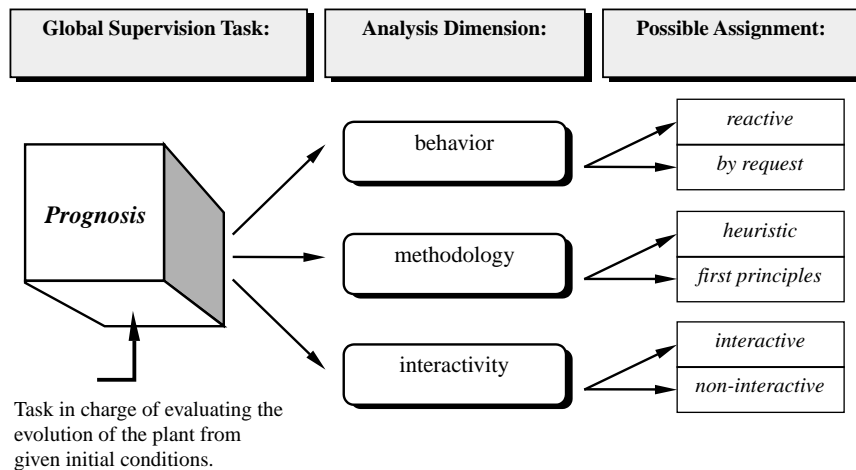 Global Supervision Task:
Analysis Dimension:
Possible Assignment:
Prognosis
behavior
reactive
by request
methodology
heuristic
first principles
interactivity
interactive
non-interactive
Task in charge of evaluating the
evolution of the plant from
given initial conditions.